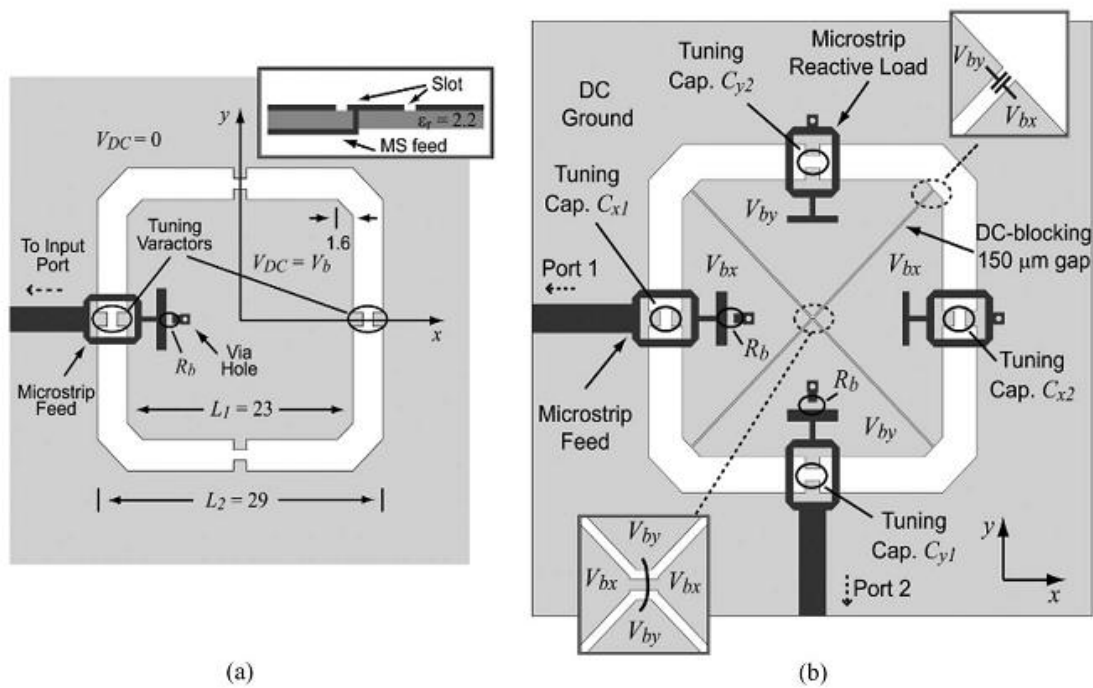 Slot
εr = 2.2
MS feed
y
VDC = 0
Tuning
Varactors
1.6
To Input
Port
VDC = Vb
x
Rb
Via
Hole
Microstrip
Feed
L1 = 23
L2 = 29
(a)
Tuning
Cap. Cy2
Microstrip
Reactive Load
Vby
Vbx
DC
Ground
Tuning
Cap. Cx1
Vby
DC-blocking
150 μm gap
Vbx
Vbx
Port 1
Rb
Tuning
Cap. Cx2
Rb
Microstrip
Feed
Vby
Tuning
Cap. Cy1
Vby
Vbx
Vbx
Vby
Port 2
y
x
(b)